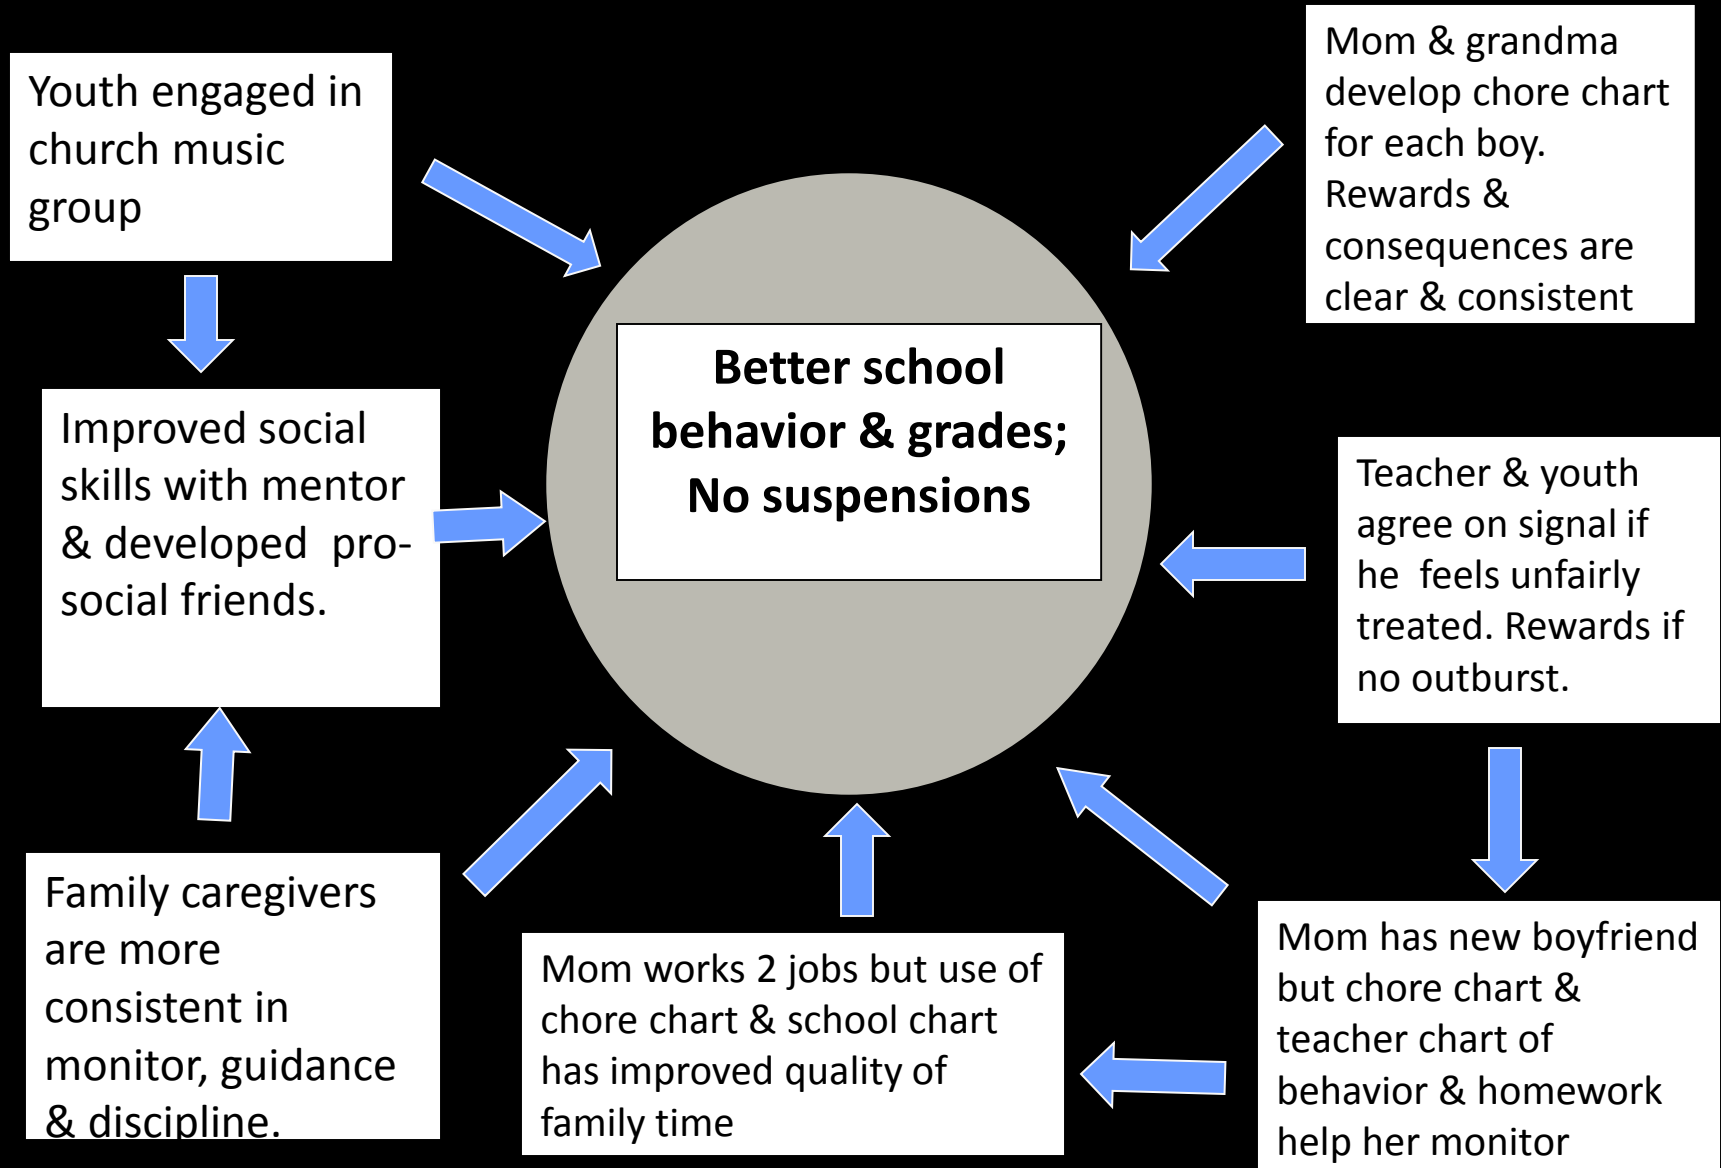 Youth engaged in
church music
group
Mom & grandma
develop chore chart
for each boy.
Rewards &
consequences are
clear & consistent
Better school
behavior & grades;
No suspensions
Improved social
skills with mentor
& developed  pro-
social friends.
Teacher & youth
agree on signal if
he  feels unfairly
treated. Rewards if
no outburst.
Family caregivers
are more
consistent in
monitor, guidance
& discipline.
Mom works 2 jobs but use of
chore chart & school chart
has improved quality of
family time
Mom has new boyfriend
but chore chart &
teacher chart of
behavior & homework
help her monitor